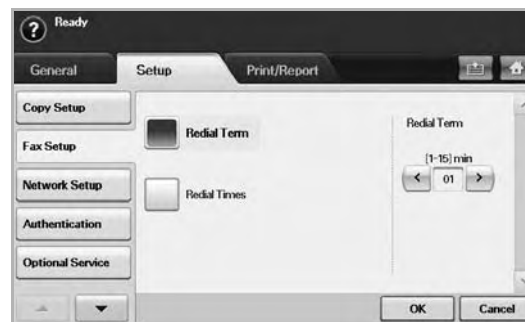 Ready
General Setup Print/Report
Copy Setup
Fax Setup
Network Setup
Authentication
Optional Service
Redial Term
Redial Times
Redial Term
[1-15] min
01
OK Cancel